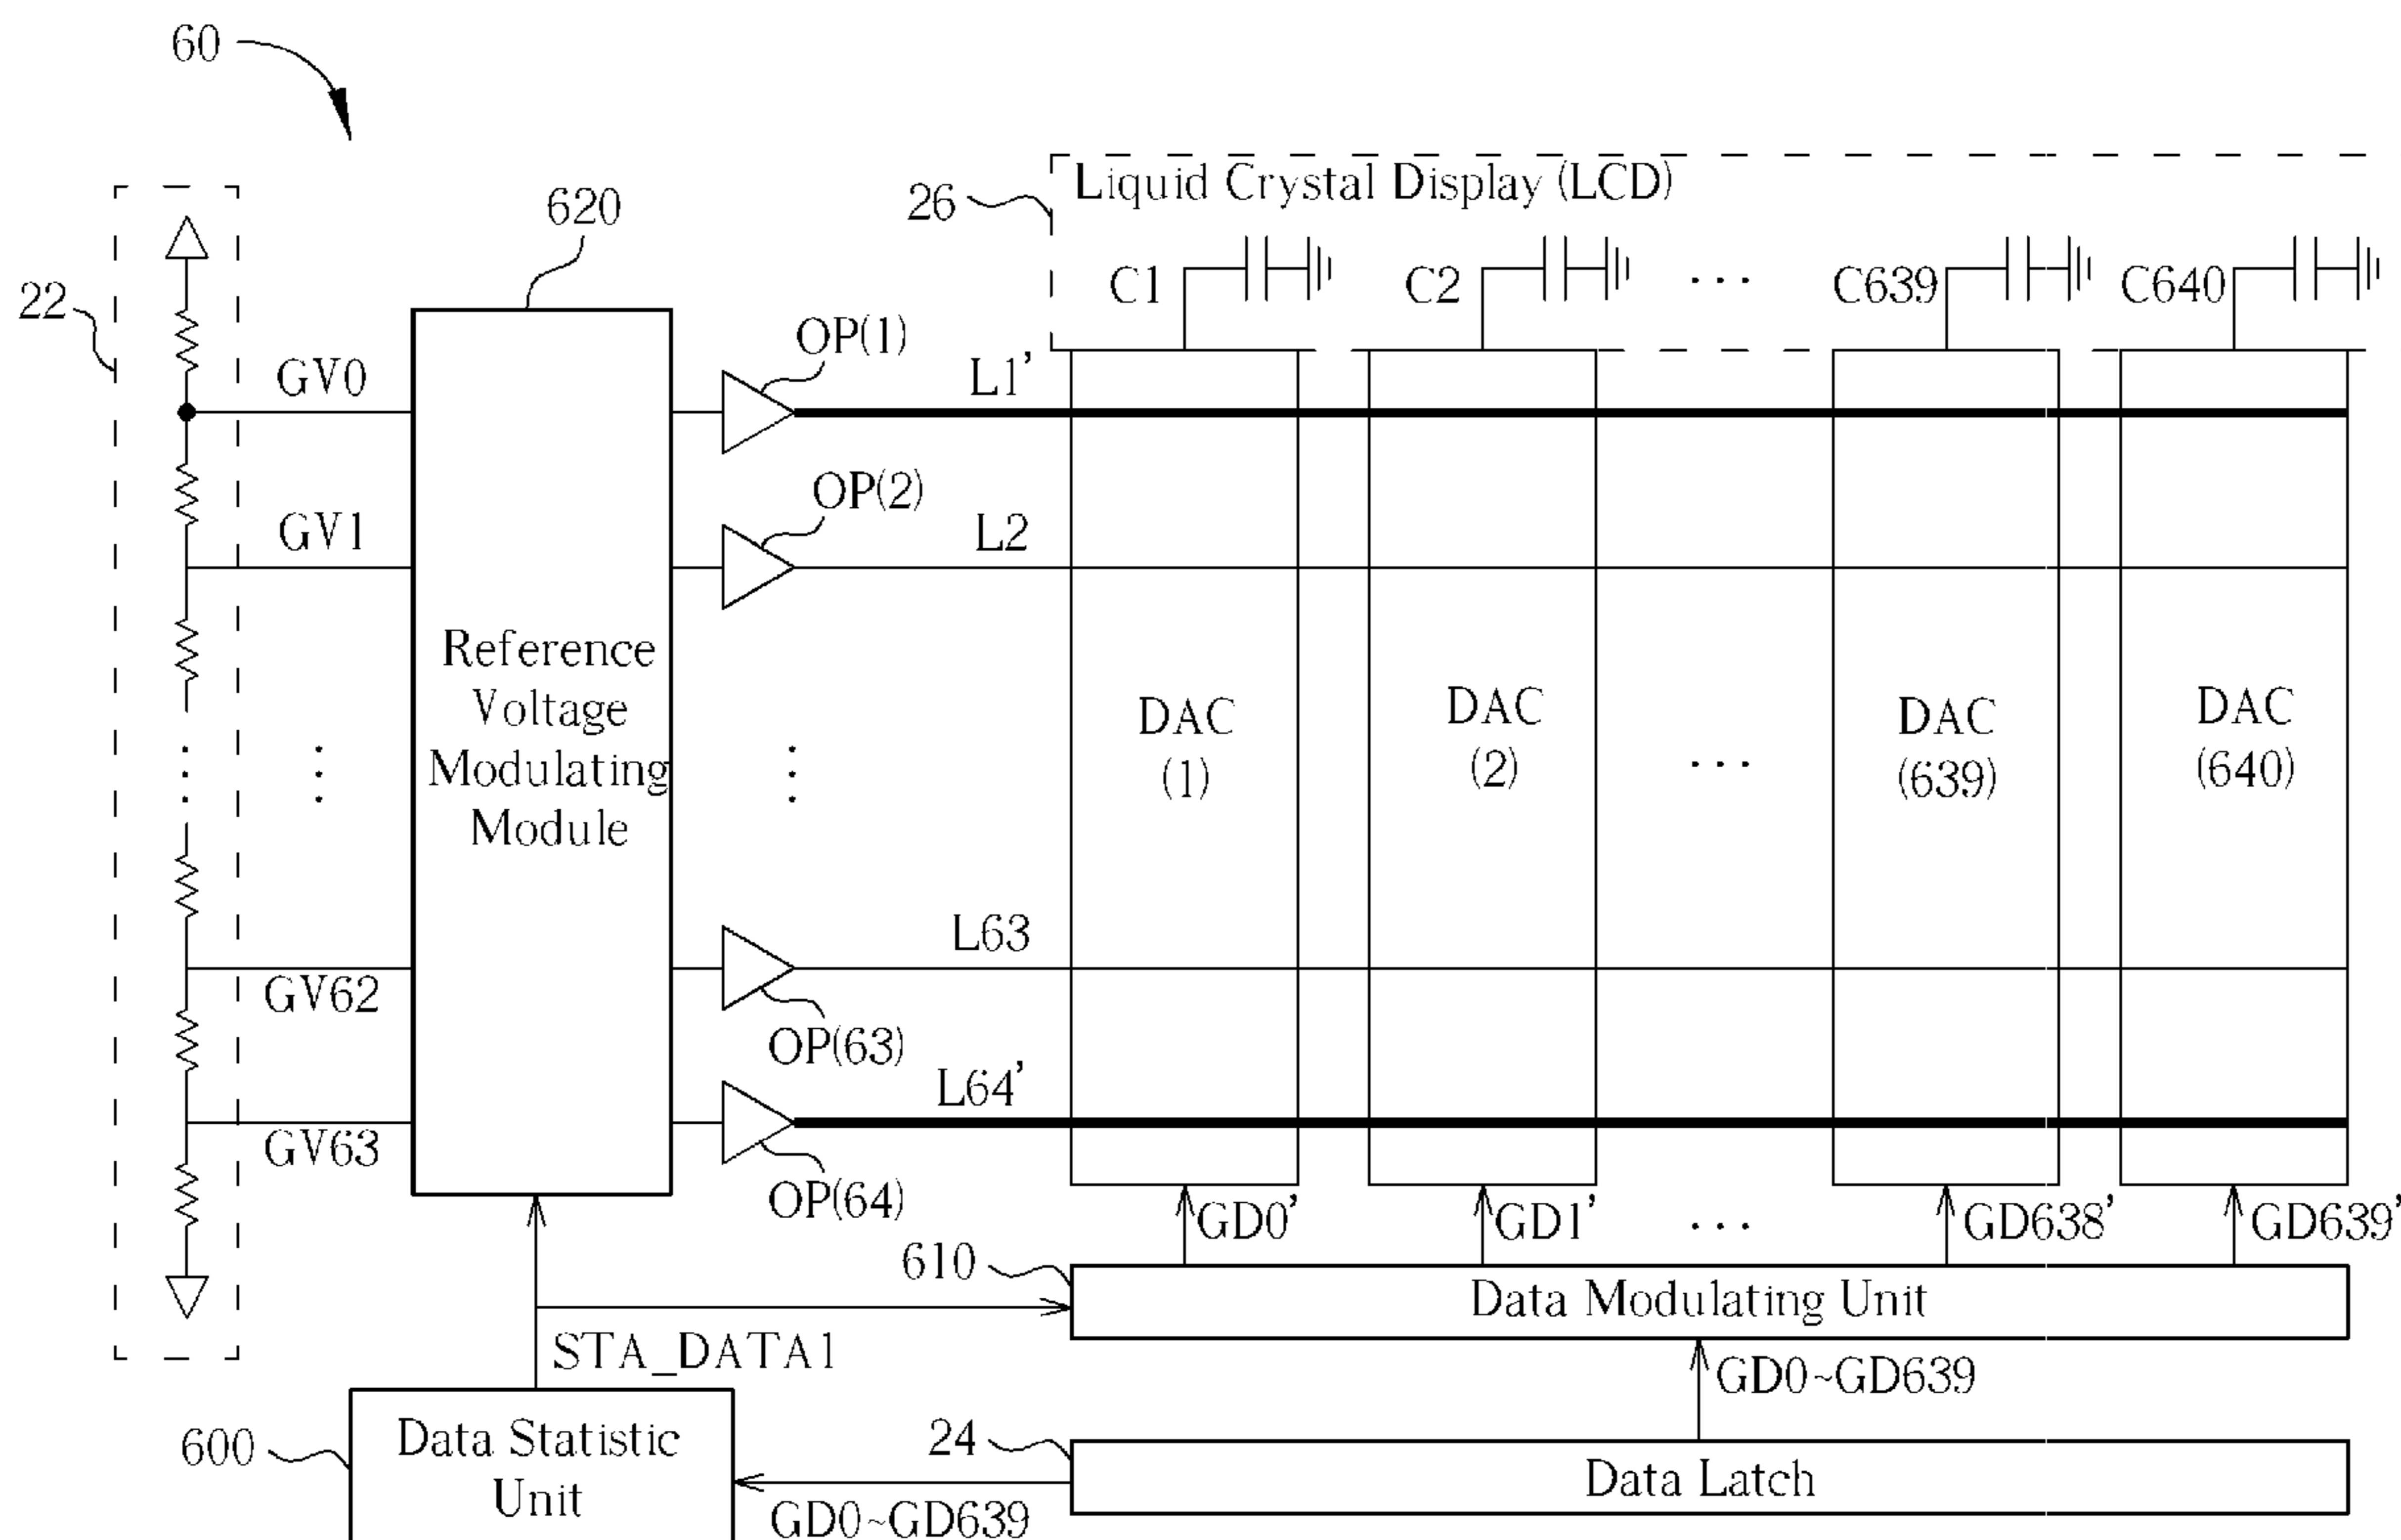 60
Liquid Crystal Display (LCD)
26
620
22
C1
C2
...
C639
C640
OP(1)
GV0
L1’
OP(2)
GV1
L2
Reference
Voltage
Modulating
Module
DAC
(1)
DAC
(2)
...
DAC
(639)
DAC
(640)
L63
GV62
OP(63)
L64’
GV63
OP(64)
GD0’
GD1’
...
GD638’
GD639’
610
Data Modulating Unit
STA_DATA1
GD0~GD639
600
Data Statistic
Unit
24
Data Latch
GD0~GD639